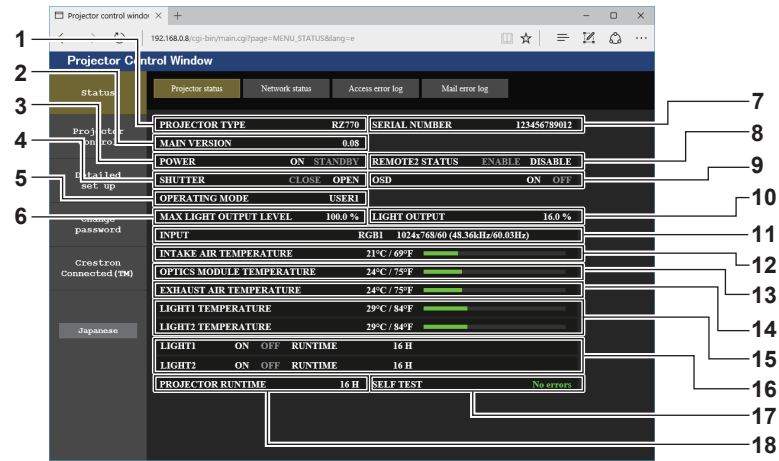 Projector control window
192.168.0.8/cgi-bin/main.cgi?page=MENU_STATUS&lang=e
Projector Control Window
Status
Projector status
Network status
Access error log
Mail error log
Projector
control
Detailed
set up
Change
password
Crestron
Connected(TM)
Japanese
PROJECTOR TYPE RZ770 SERIAL NUMBER 123456789012
MAIN VERSION 0.08
POWER ON STANDBY REMOTE2 STATUS ENABLE DISABLE
SHUTTER CLOSE OPEN OSD ON OFF
OPERATING MODE USER1
MAX LIGHT OUTPUT LEVEL 100.0 % LIGHT OUTPUT 16.0 %
INPUT RGB1 1024x768/60 (48.36kHz/60.03Hz)
INTAKE AIR TEMPERATURE 21°C / 69°F
OPTICS MODULE TEMPERATURE 24°C / 75°F
EXHAUST AIR TEMPERATURE 24°C / 75°F
LIGHT1 TEMPERATURE 29°C / 84°F
LIGHT2 TEMPERATURE 29°C / 84°F
LIGHT1 ON OFF RUNTIME 16 H
LIGHT2 ON OFF RUNTIME 16 H
PROJECTOR RUNTIME 16 H SELF TEST No errors
1
2
3
4
5
6
7
8
9
10
11
12
13
14
15
16
17
18